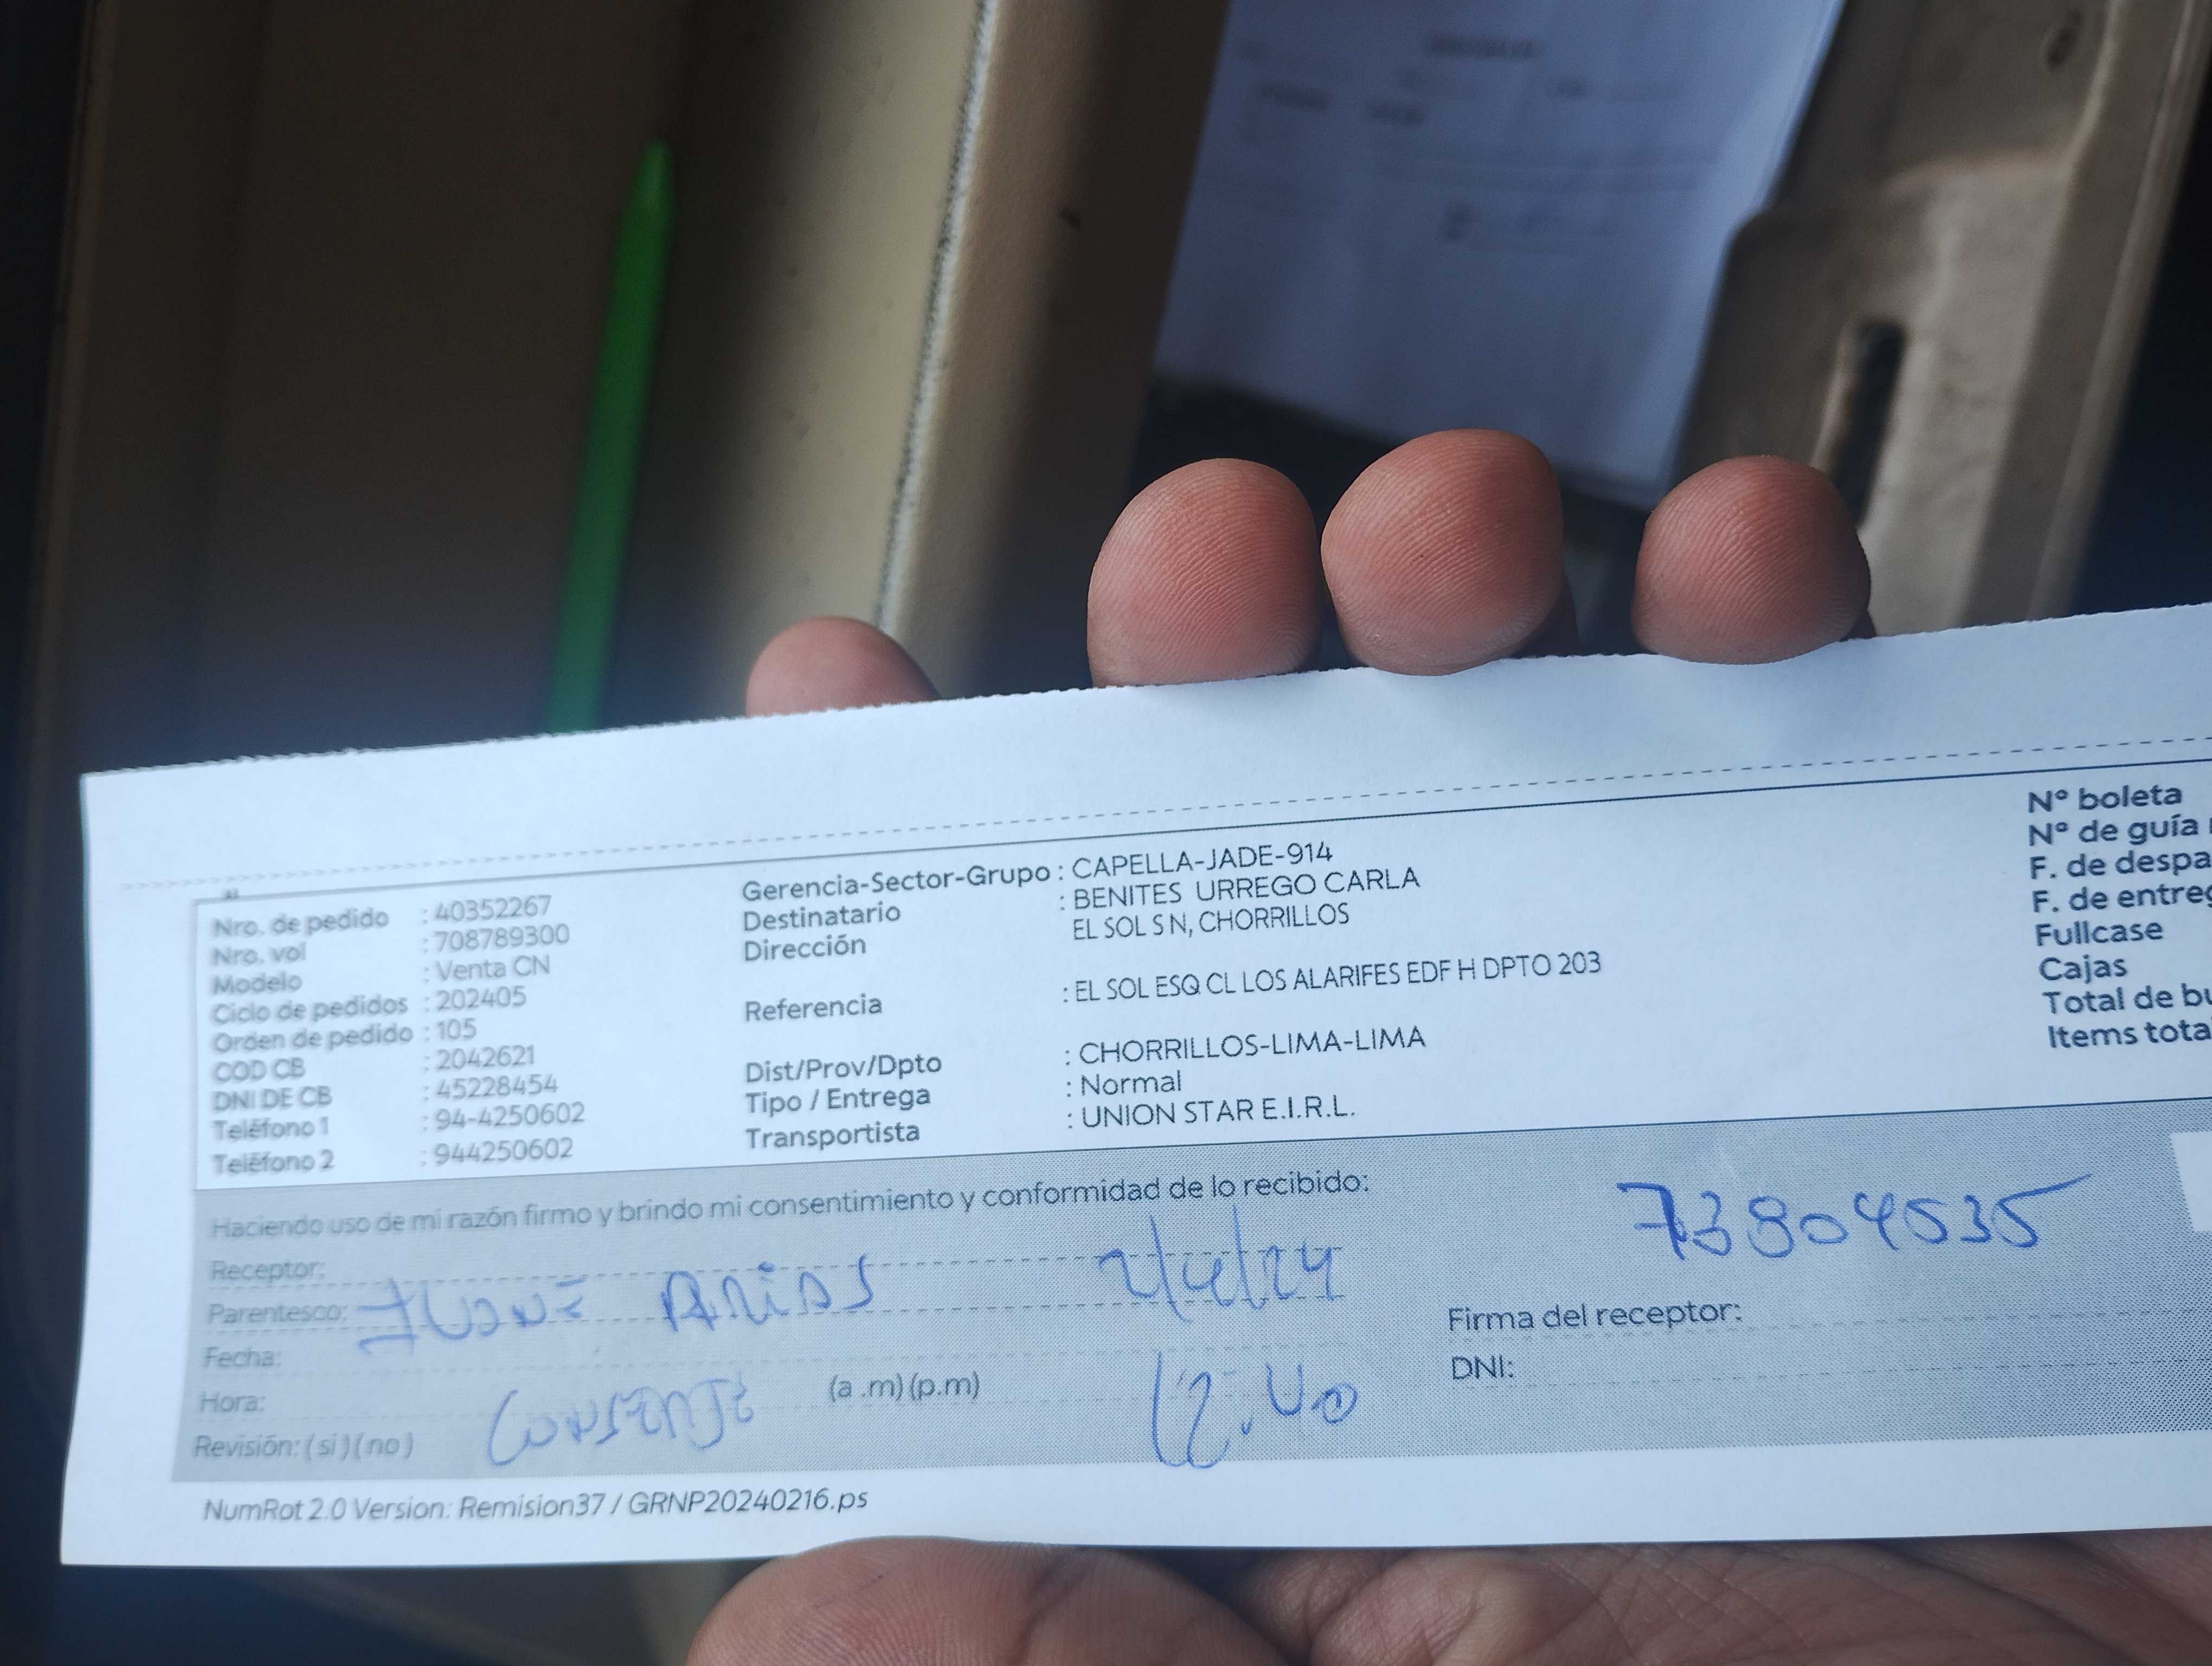 Nro. de pedido : 40352267
Nro. vol : 708789300
Modelo : Venta CN
Ciclo de pedidos : 202405
Orden de pedido : 105
COD CB : 2042621
DNI DE CB : 45228454
Teléfono 1 : 94-4250602
Teléfono 2 : 944250602
Gerencia-Sector-Grupo : CAPELLA-JADE-914
Destinatario : BENITES URREGO CARLA
Dirección EL SOL S N, CHORRILLOS
Referencia : EL SOL ESQ CL LOS ALARIFES EDF H DPTO 203
Dist/Prov/Dpto : CHORRILLOS-LIMA-LIMA
Tipo / Entrega : Normal
Transportista : UNION STAR E.I.R.L.
Nº boleta
Nº de guía
F. de despa
F. de entreg
Fullcase
Cajas
Total de bu
Items tota
Haciendo uso de mi razón firmo y brindo mi consentimiento y conformidad de lo recibido:
Receptor:
Parentesco: ARIAS 2/4/24
Fecha:
Hora: (a .m) (p.m) 12.40
Revisión: (si) (no)
73804535
Firma del receptor:
DNI:
NumRot 2.0 Version: Remision37 / GRNP20240216.ps